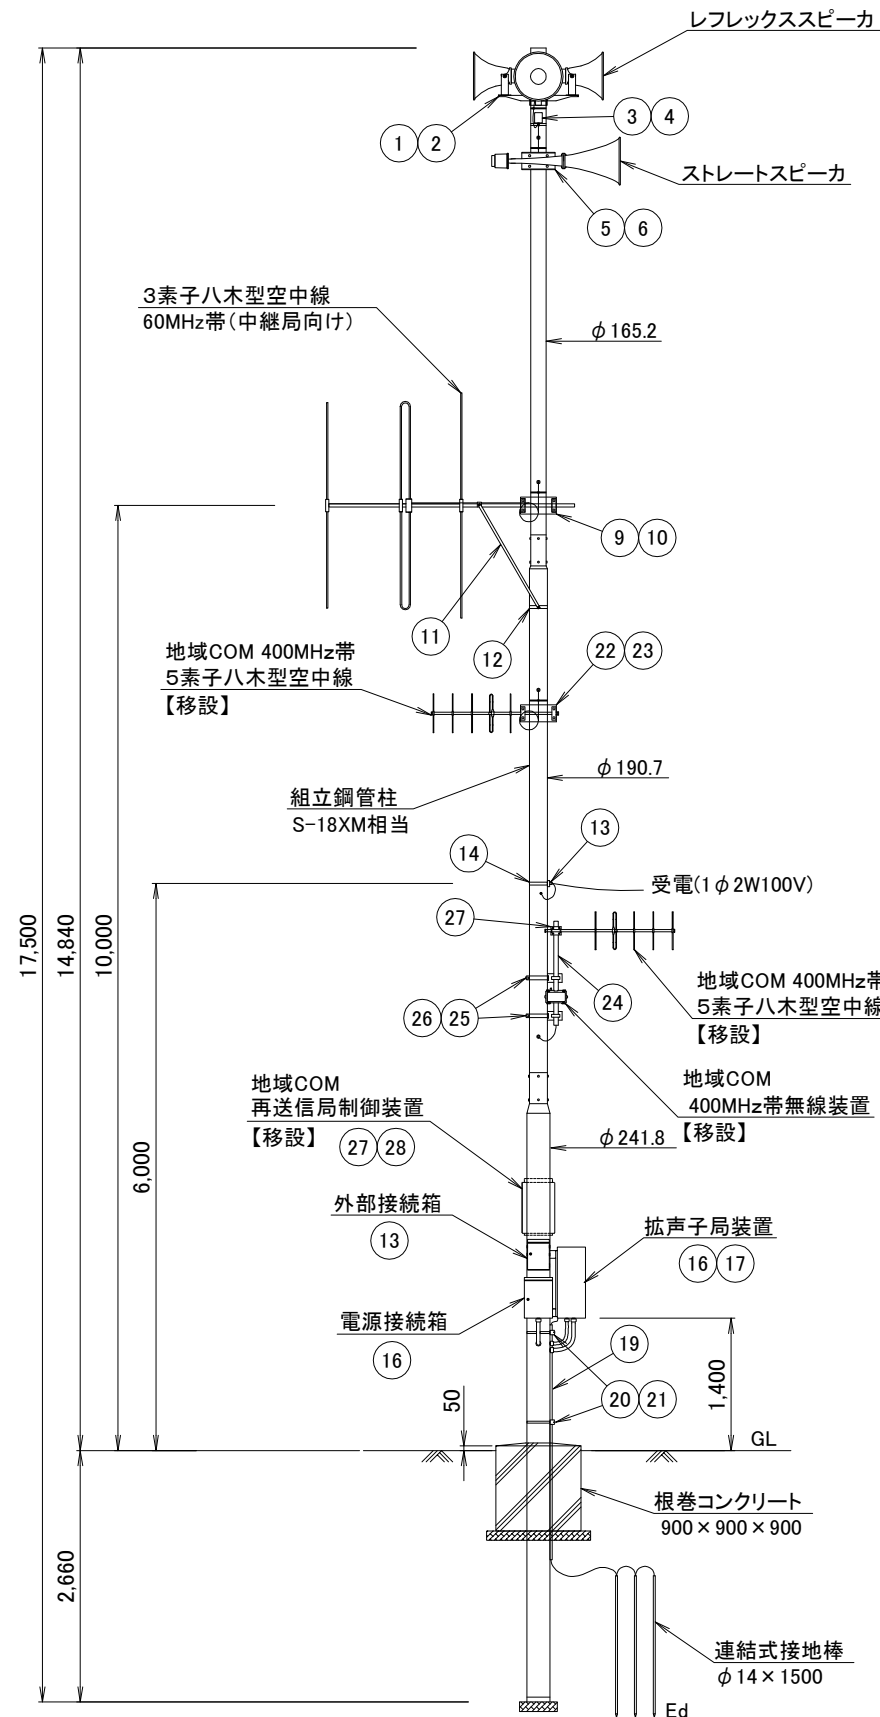 レフレックススピーカ
3 4
1 2
ストレートスピーカ
5 6
3素子八木型空中線
60MHz帯(中継局向け)
φ165.2
9 10
11
12
地域COM 400MHz帯
5素子八木型空中線
【移設】
22 23
φ190.7
組立鋼管柱
S-18XM相当
13
14
受電(1φ2W100V)
27
17,500
14,840
10,000
地域COM 400MHz帯
5素子八木型空中線
【移設】
24
26 25
地域COM
400MHz帯無線装置
【移設】
地域COM
再送信局制御装置
【移設】
27 28
φ241.8
6,000
外部接続箱
13
拡声子局装置
16 17
電源接続箱
16
19
20 21
1,400
50
GL
根巻コンクリート
900×900×900
2,660
連結式接地棒
φ14×1500
Ed